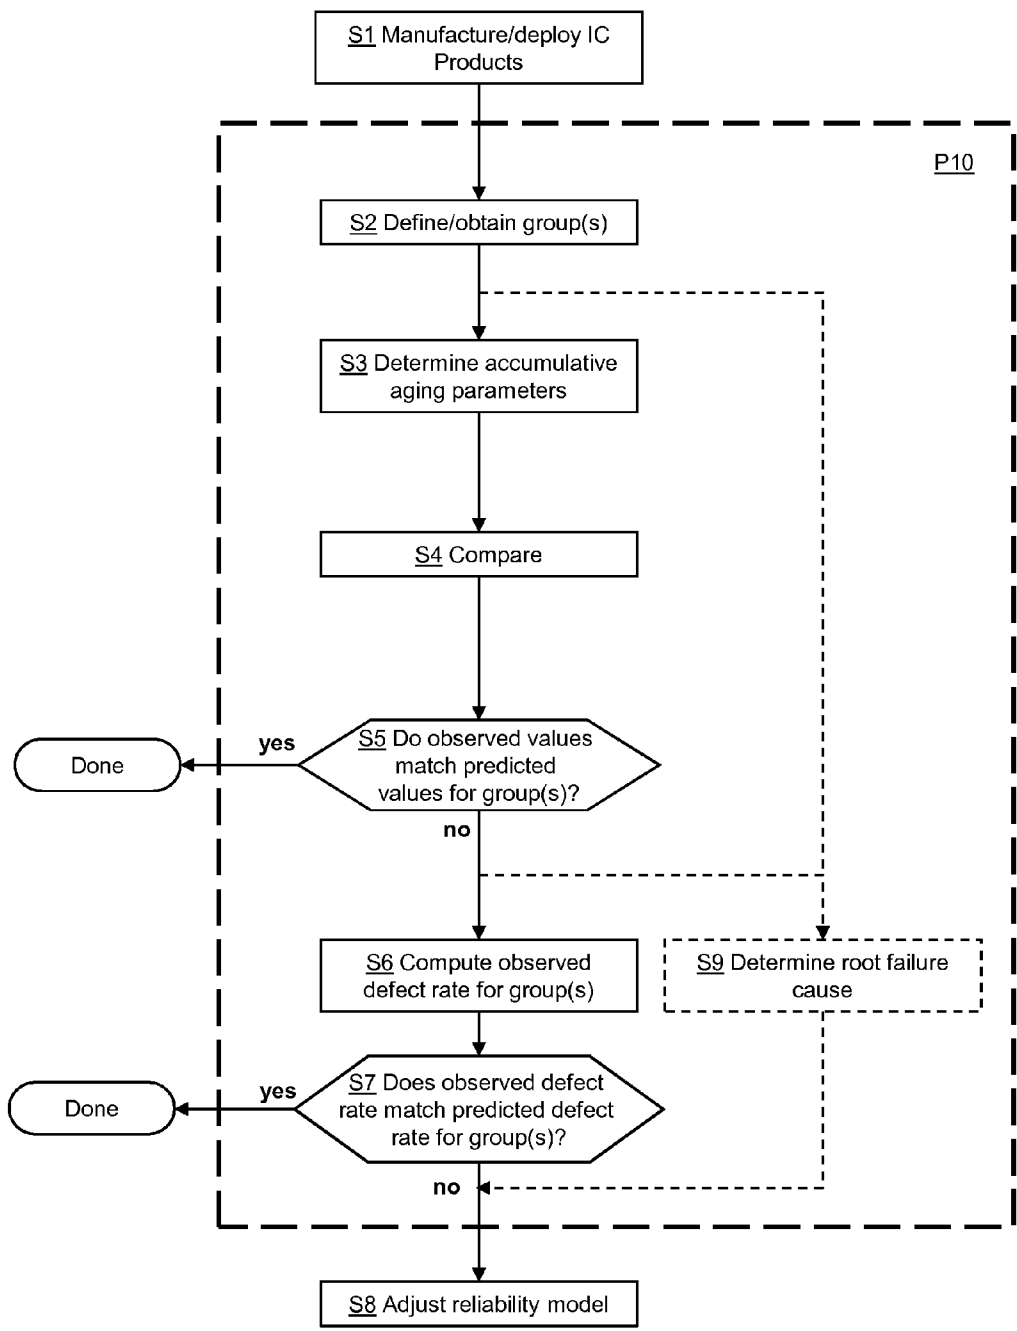 S1 Manufacture/deploy IC
Products
P10
S2 Define/obtain group(s)
S3 Determine accumulative
aging parameters
S4 Compare
S5 Do observed values
match predicted
values for group(s)?
yes
Done
no
S6 Compute observed
defect rate for group(s)
S9 Determine root failure
cause
S7 Does observed defect
rate match predicted defect
rate for group(s)?
yes
Done
no
S8 Adjust reliability model